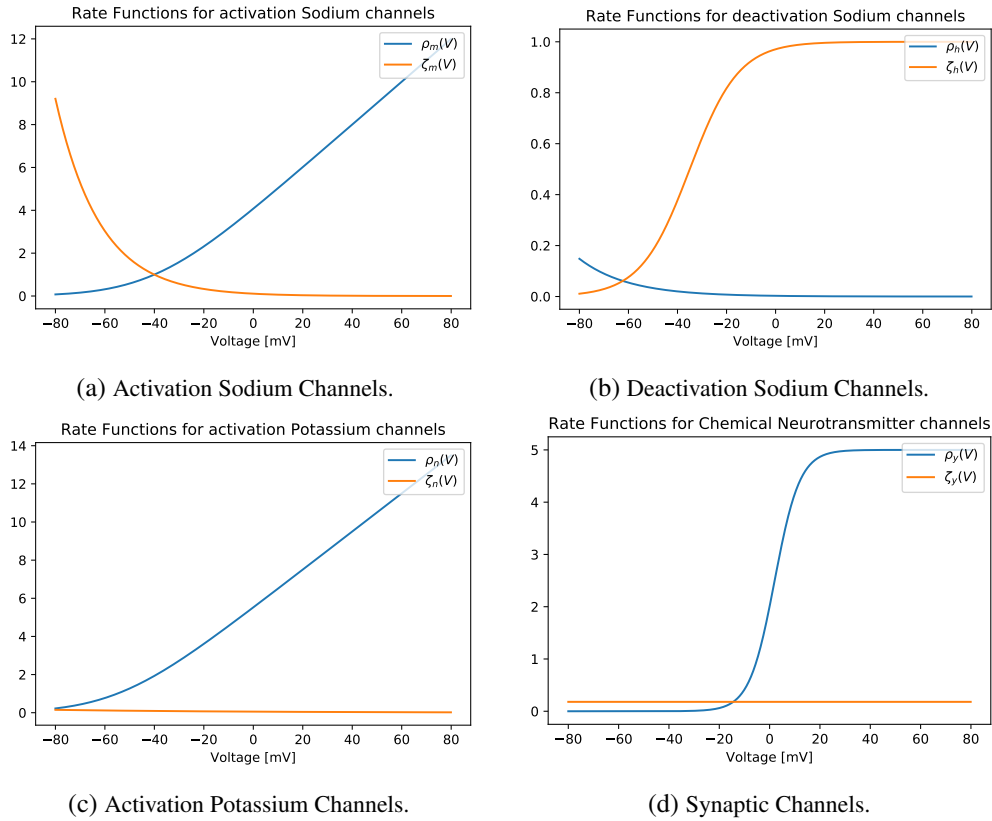 Rate Functions for activation Sodium channels
12
10
8
6
4
2
0
ρₘ(V)
ζₘ(V)
−80 −60 −40 −20 0 20 40 60 80
Voltage [mV]
(a) Activation Sodium Channels.
Rate Functions for deactivation Sodium channels
1.0
0.8
0.6
0.4
0.2
0.0
ρₕ(V)
ζₕ(V)
−80 −60 −40 −20 0 20 40 60 80
Voltage [mV]
(b) Deactivation Sodium Channels.
Rate Functions for activation Potassium channels
14
12
10
8
6
4
2
0
ρₙ(V)
ζₙ(V)
−80 −60 −40 −20 0 20 40 60 80
Voltage [mV]
(c) Activation Potassium Channels.
Rate Functions for Chemical Neurotransmitter channels
5
4
3
2
1
0
ρ_y(V)
ζ_y(V)
−80 −60 −40 −20 0 20 40 60 80
Voltage [mV]
(d) Synaptic Channels.